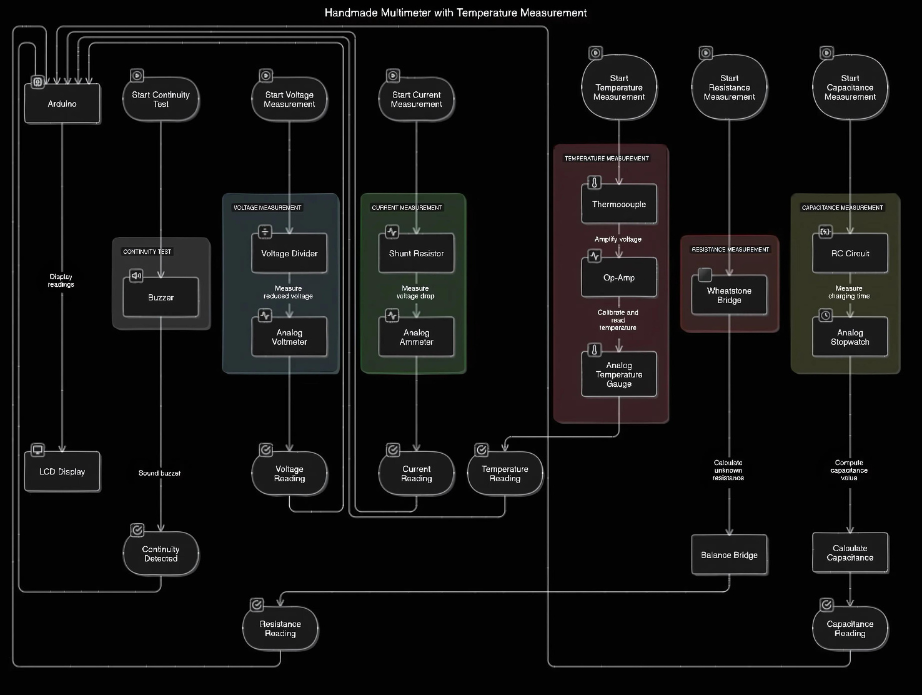 Handmade Multimeter with Temperature Measurement
Arduino
Start Continuity
Test
Start Voltage
Measurement
Start Current
Measurement
Start
Temperature
Measurement
Start
Resistance
Measurement
Start
Capacitance
Measurement
TEMPERATURE MEASUREMENT
Thermocouple
Amplify voltage
Op-Amp
Calibrate and
read
temperature
Analog
Temperature
Gauge
VOLTAGE MEASUREMENT
Voltage Divider
Measure
reduced voltage
Analog
Voltmeter
CURRENT MEASUREMENT
Shunt Resistor
Measure
voltage drop
Analog
Ammeter
CAPACITANCE MEASUREMENT
RC Circuit
Measure
charging time
Analog
Stopwatch
CONTINUITY TEST
Buzzer
RESISTANCE MEASUREMENT
Wheatstone
Bridge
Display
readings
LCD Display
Sound buzzer
Voltage
Reading
Current
Reading
Temperature
Reading
Calculate
unknown
resistance
Compute
capacitance
value
Continuity
Detected
Balance Bridge
Calculate
Capacitance
Resistance
Reading
Capacitance
Reading